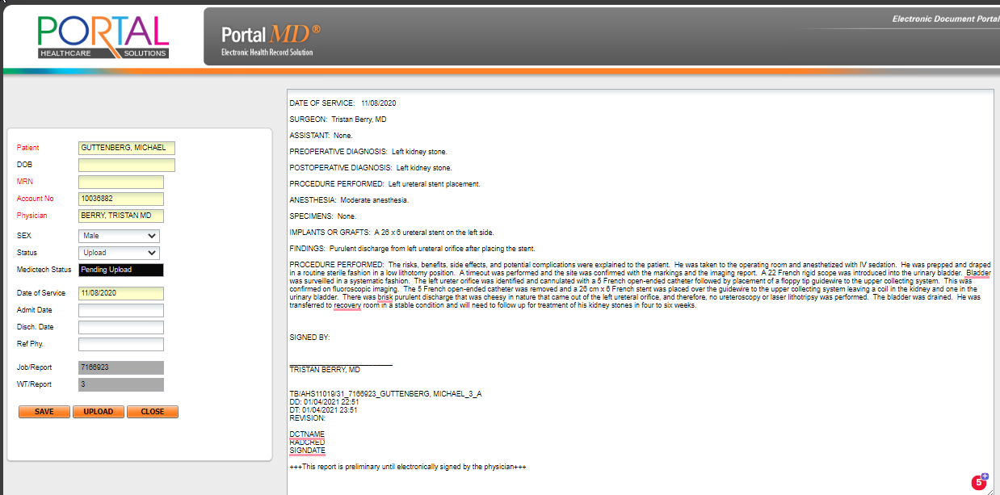 PORTAL
HEALTHCARE SOLUTIONS
Portal MD®
Electronic Health Record Solution
Electronic Document Portal
Patient GUTTENBERG, MICHAEL
DOB
MRN
Account No 10036882
Physician BERRY, TRISTAN MD
SEX Male
Status Upload
Medictech Status Pending Upload
Date of Service 11/08/2020
Admit Date
Disch. Date
Ref Phy.
Job/Report 7166923
WT/Report 3
SAVE UPLOAD CLOSE
DATE OF SERVICE: 11/08/2020
SURGEON: Tristan Berry, MD
ASSISTANT: None.
PREOPERATIVE DIAGNOSIS: Left kidney stone.
POSTOPERATIVE DIAGNOSIS: Left kidney stone.
PROCEDURE PERFORMED: Left ureteral stent placement.
ANESTHESIA: Moderate anesthesia.
SPECIMENS: None.
IMPLANTS OR GRAFTS: A 26 x 6 ureteral stent on the left side.
FINDINGS: Purulent discharge from left ureteral orifice after placing the stent.
PROCEDURE PERFORMED: The risks, benefits, side effects, and potential complications were explained to the patient. He was taken to the operating room and anesthetized with IV sedation. He was prepped and draped
in a routine sterile fashion in a low lithotomy position. A timeout was performed and the site was confirmed with the markings and the imaging report. A 22 French rigid scope was introduced into the urinary bladder. Bladder
was surveilled in a systematic fashion. The left ureter orifice was identified and cannulated with a 5 French open-ended catheter followed by placement of a floppy tip guidewire to the upper collecting system. This was
confirmed on fluoroscopic imaging. The 5 French open-ended catheter was removed and a 26 cm x 6 French stent was placed over the guidewire to the upper collecting system leaving a coil in the kidney and one in the
urinary bladder. There was brisk purulent discharge that was cheesy in nature that came out of the left ureteral orifice, and therefore, no ureteroscopy or laser lithotripsy was performed. The bladder was drained. He was
transferred to recovery room in a stable condition and will need to follow up for treatment of his kidney stones in four to six weeks.
SIGNED BY:
TRISTAN BERRY, MD
TB/AHS11019/31_7166923_GUTTENBERG, MICHAEL_3_A
DD: 01/04/2021 22:51
DT: 01/04/2021 23:51
REVISION:
DCTNAME
RADCRED
SIGNDATE
+++This report is preliminary until electronically signed by the physician+++
5